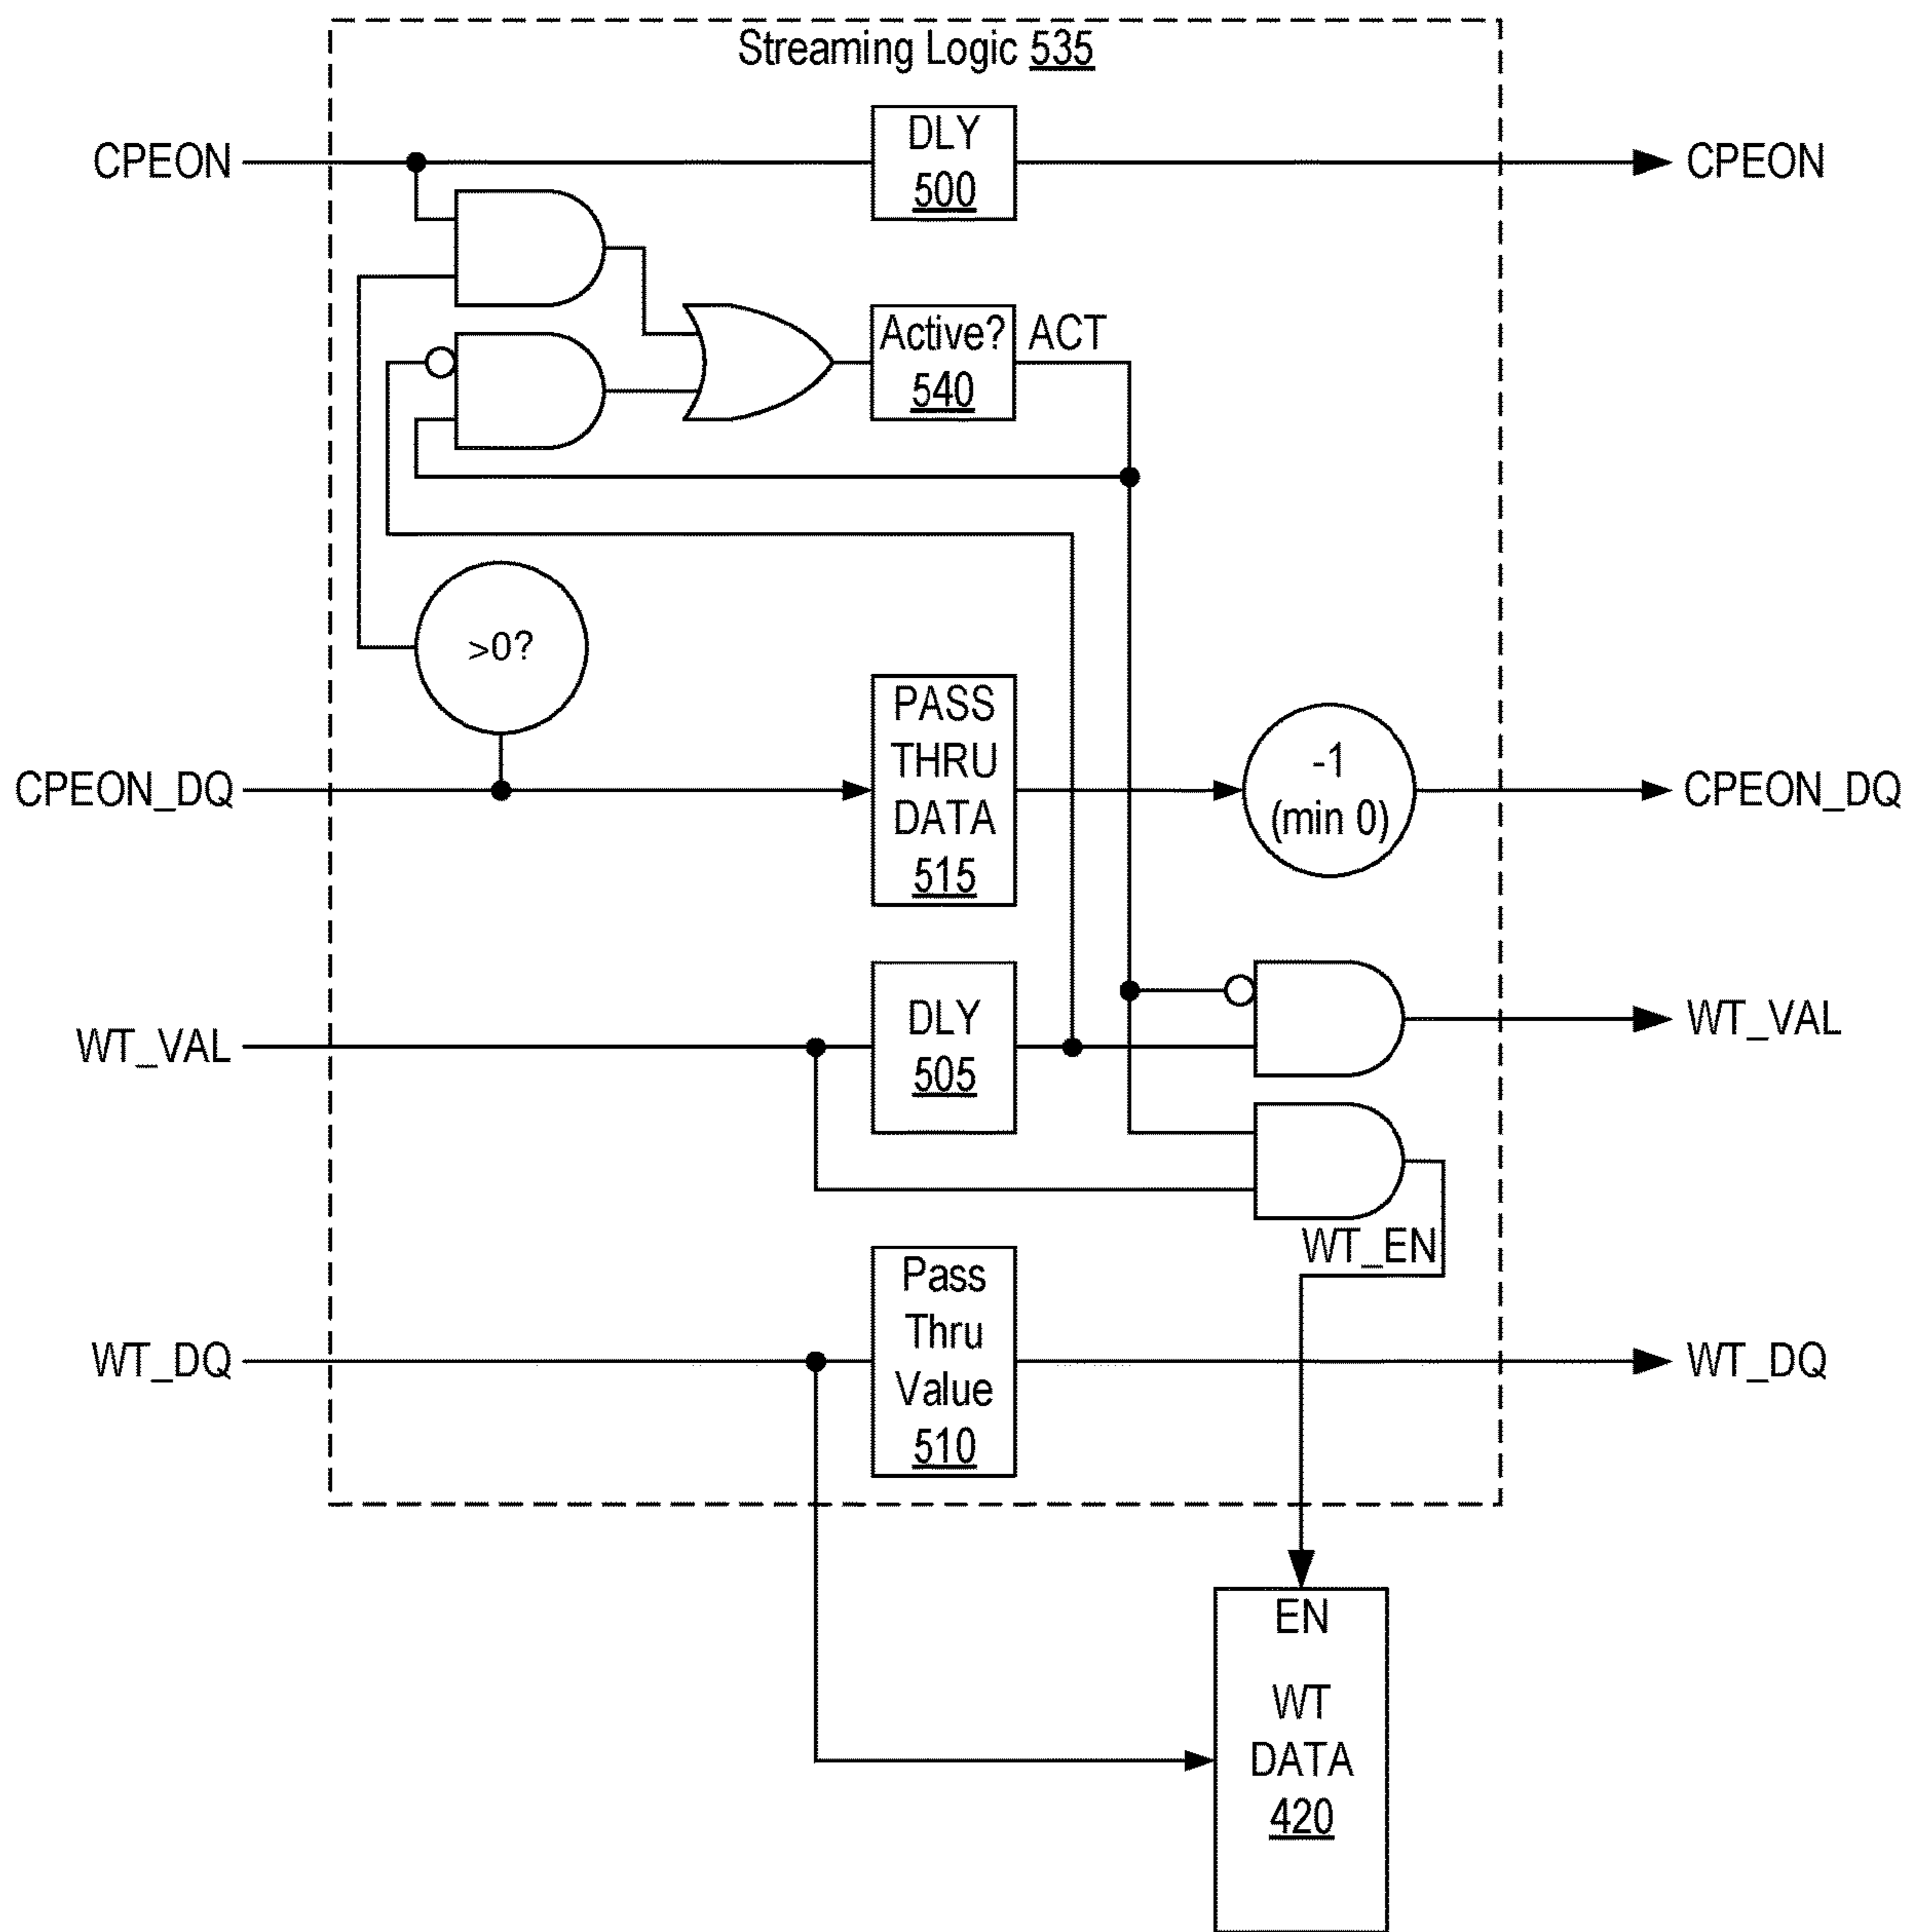 Streaming Logic 535
CPEON
DLY
500
CPEON
Active?
540
ACT
>0?
CPEON_DQ
PASS
THRU
DATA
515
-1
(min 0)
CPEON_DQ
WT_VAL
DLY
505
WT_VAL
WT_EN
WT_DQ
Pass
Thru
Value
510
WT_DQ
EN
WT
DATA
420